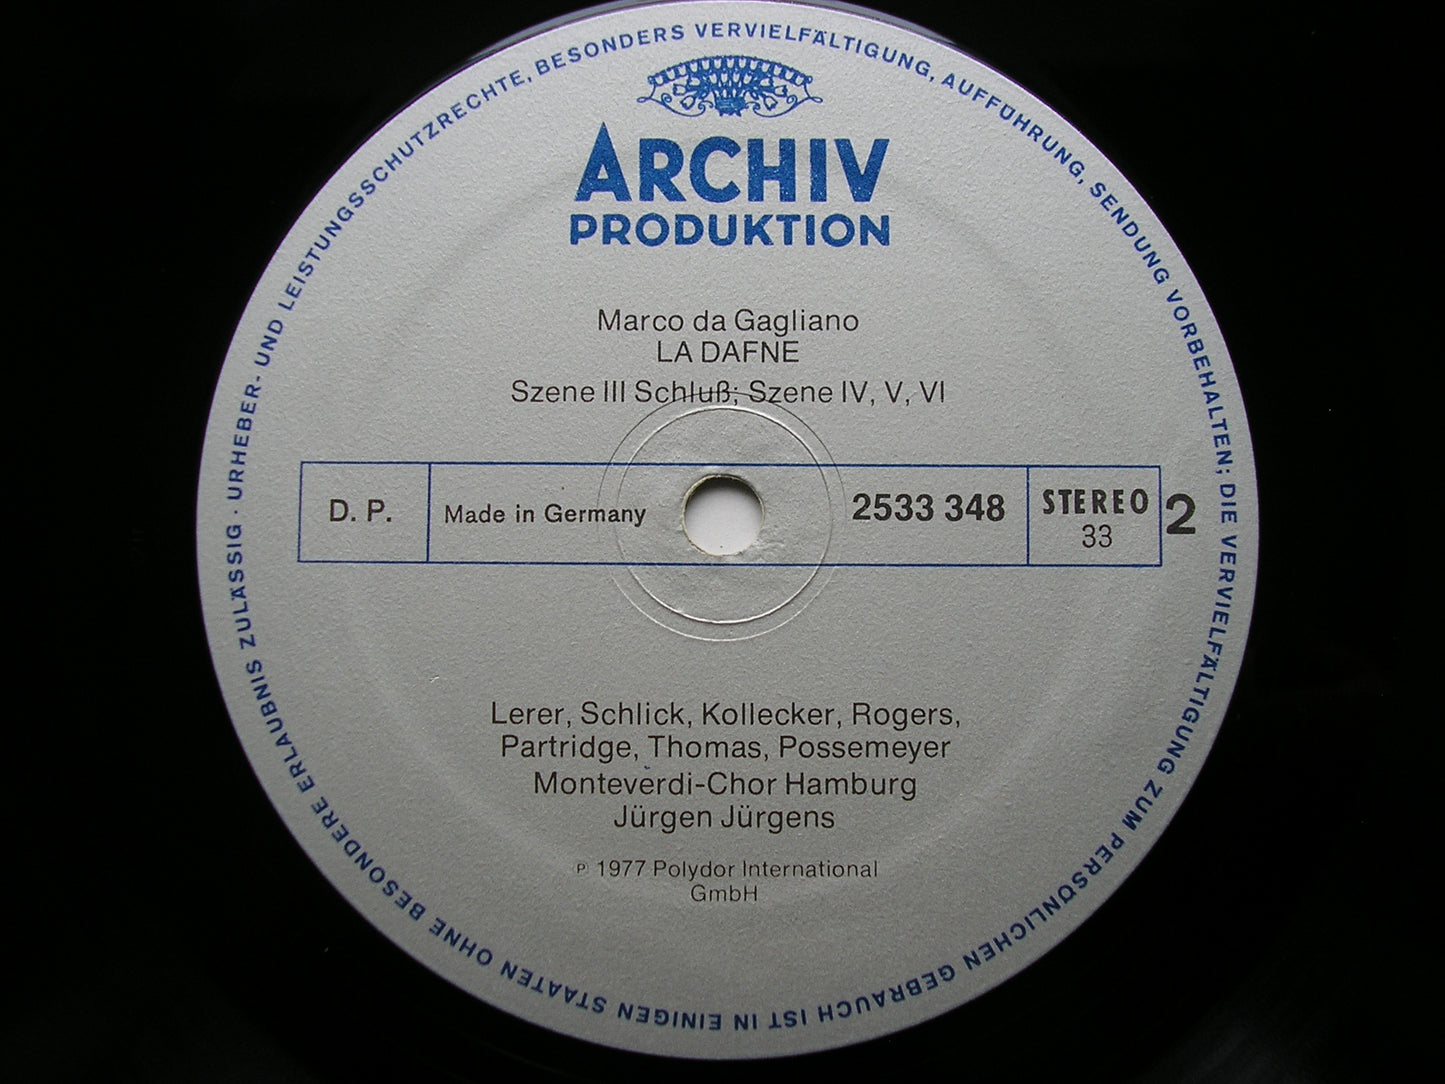 URHEBER- UND LEISTUNGSSCHUTZRECHTE, BESONDERS VERVIELFÄLTIGUNG, AUFFÜHRUNG, SENDUNG VORBEHALTEN; DIE VERVIELFÄLTIGUNG ZUM PERSÖNLICHEN GEBRAUCH IST IN EINIGEN STAATEN OHNE BESONDERE ERLAUBNIS ZULÄSSIG ·
ARCHIV
PRODUKTION
Marco da Gagliano
LA DAFNE
Szene III Schluß; Szene IV, V, VI
D. P. Made in Germany 2533 348 STEREO 2
33
Lerer, Schlick, Kollecker, Rogers,
Partridge, Thomas, Possemeyer
Monteverdi-Chor Hamburg
Jürgen Jürgens
℗ 1977 Polydor International
GmbH